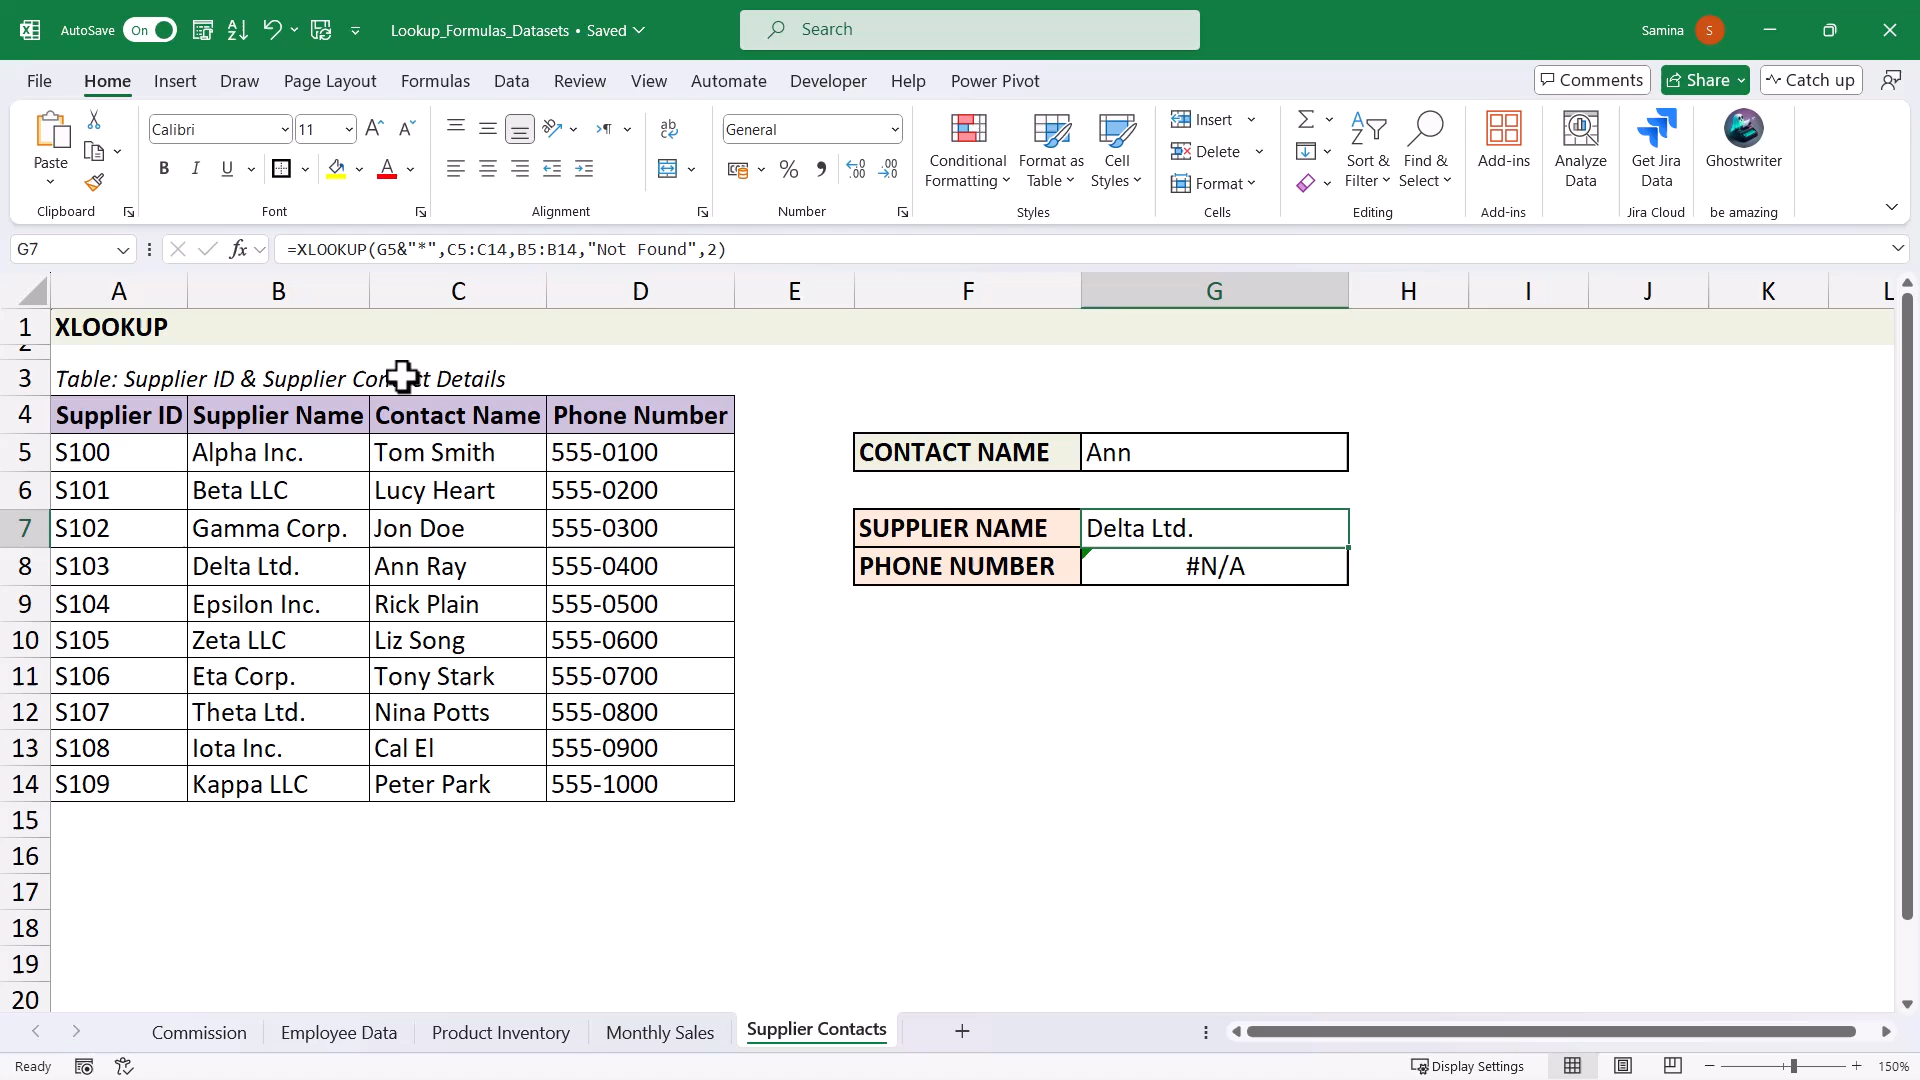 AutoSave On Lookup_Formulas_Datasets • Saved Search Samina S
File Home Insert Draw Page Layout Formulas Data Review View Automate Developer Help Power Pivot Comments Share Catch up
Paste Calibri 11 General Conditional Formatting Format as Table Cell Styles Insert Delete Format Sort & Filter Find & Select Add-ins Analyze Data Get Jira Data Ghostwriter
Clipboard Font Alignment Number Styles Cells Editing Add-ins Jira Cloud be amazing
G7 fx =XLOOKUP(G5&"*",C5:C14,B5:B14,"Not Found",2)
A B C D E F G H I J K L
1 XLOOKUP
2
3 Table: Supplier ID & Supplier Contact Details
4 Supplier ID Supplier Name Contact Name Phone Number
5 S100 Alpha Inc. Tom Smith 555-0100 CONTACT NAME Ann
6 S101 Beta LLC Lucy Heart 555-0200
7 S102 Gamma Corp. Jon Doe 555-0300 SUPPLIER NAME Delta Ltd.
8 S103 Delta Ltd. Ann Ray 555-0400 PHONE NUMBER #N/A
9 S104 Epsilon Inc. Rick Plain 555-0500
10 S105 Zeta LLC Liz Song 555-0600
11 S106 Eta Corp. Tony Stark 555-0700
12 S107 Theta Ltd. Nina Potts 555-0800
13 S108 Iota Inc. Cal El 555-0900
14 S109 Kappa LLC Peter Park 555-1000
15
16
17
18
19
20
Commission Employee Data Product Inventory Monthly Sales Supplier Contacts
Ready Display Settings 150%